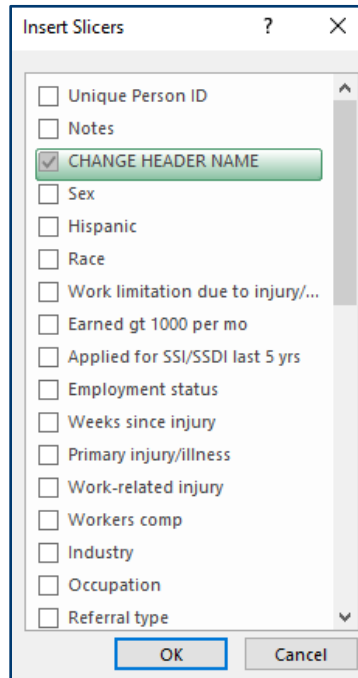 Insert Slicers ? ×
Unique Person ID
Notes
CHANGE HEADER NAME
Sex
Hispanic
Race
Work limitation due to injury/...
Earned gt 1000 per mo
Applied for SSI/SSDI last 5 yrs
Employment status
Weeks since injury
Primary injury/illness
Work-related injury
Workers comp
Industry
Occupation
Referral type
OK Cancel